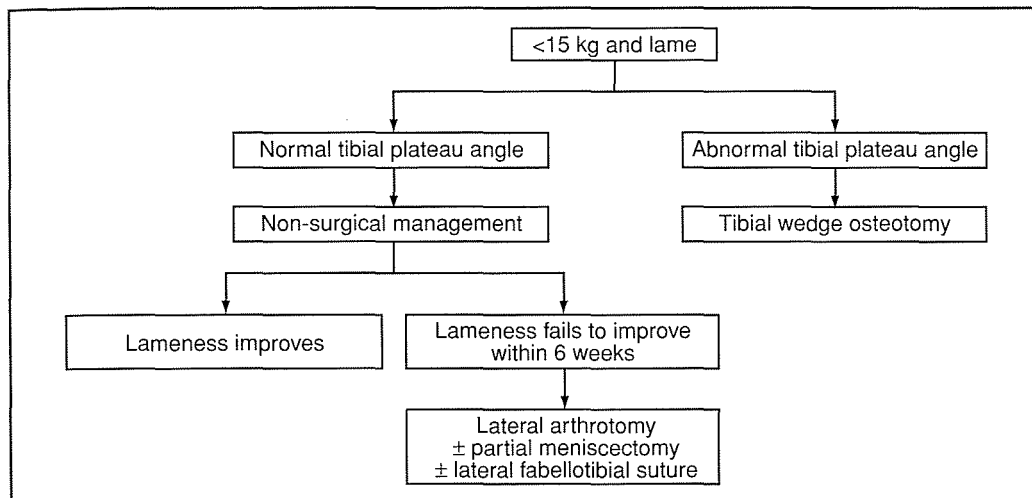 <15 kg and lame
Normal tibial plateau angle
Abnormal tibial plateau angle
Non-surgical management
Tibial wedge osteotomy
Lameness improves
Lameness fails to improve
within 6 weeks
Lateral arthrotomy
± partial meniscectomy
± lateral fabellotibial suture